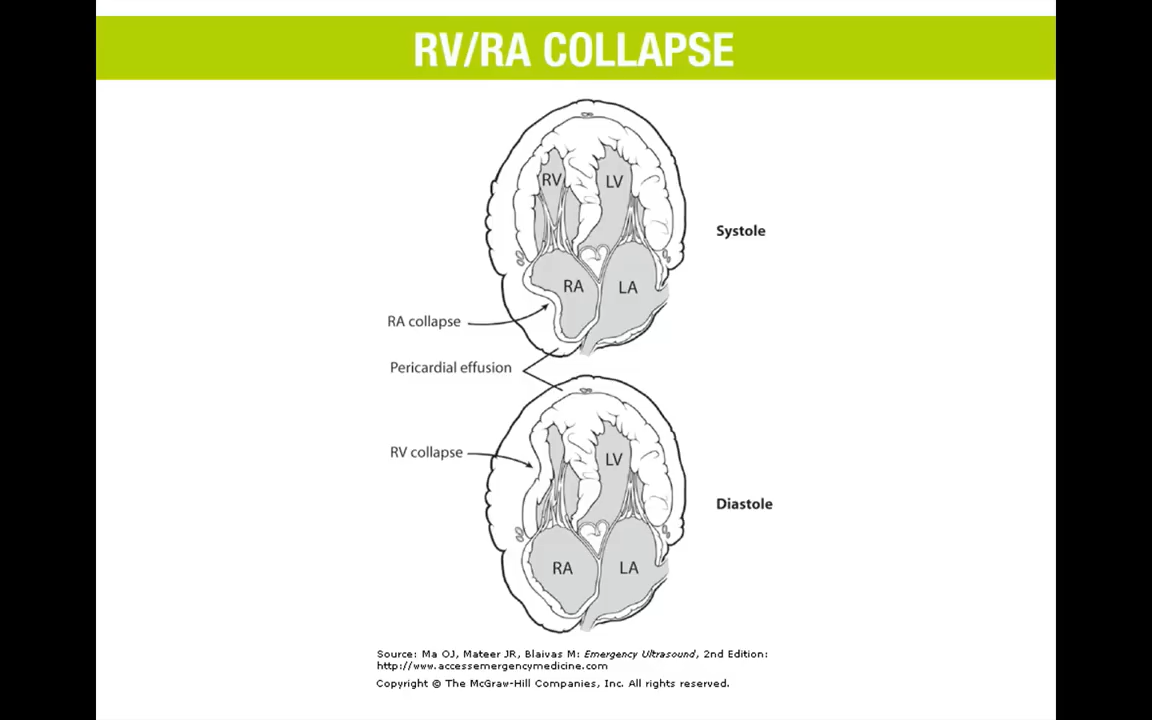 RV/RA COLLAPSE
RV
LV
Systole
RA
LA
RA collapse
Pericardial effusion
RV collapse
LV
Diastole
RA
LA
Source: Ma OJ, Mateer JR, Blaivas M: Emergency Ultrasound, 2nd Edition:
http://www.accessemergencymedicine.com
Copyright © The McGraw-Hill Companies, Inc. All rights reserved.